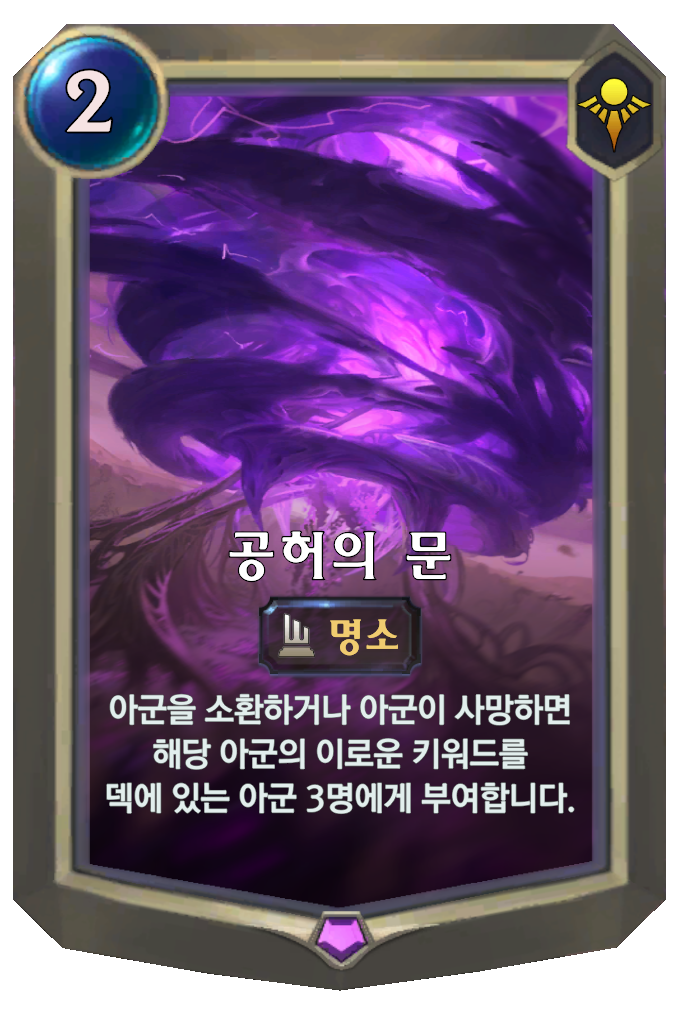 2
공허의 문
명소
아군을 소환하거나 아군이 사망하면
해당 아군의 이로운 키워드를
덱에 있는 아군 3명에게 부여합니다.